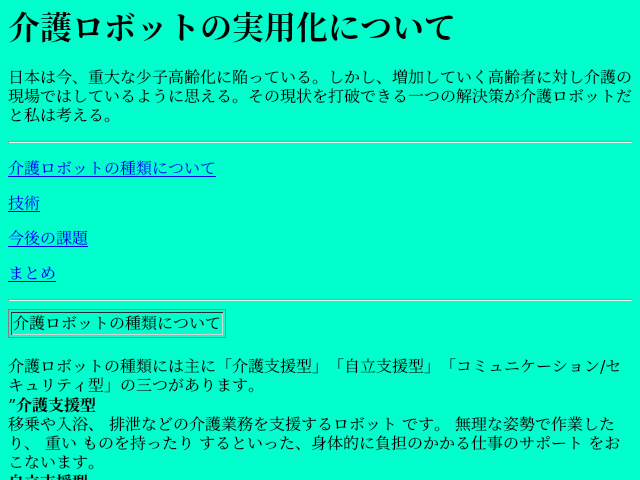 介護ロボットの実用化について
日本は今、重大な少子高齢化に陥っている。しかし、増加していく高齢者に対し介護の
現場ではしているように思える。その現状を打破できる一つの解決策が介護ロボットだ
と私は考える。
介護ロボットの種類について
技術
今後の課題
まとめ
介護ロボットの種類について
介護ロボットの種類には主に「介護支援型」「自立支援型」「コミュニケーション/セ
キュリティ型」の三つがあります。
”介護支援型
移乗や入浴、 排泄などの介護業務を支援するロボット です。 無理な姿勢で作業した
り、 重い ものを持ったり するといった、身体的に負担のかかる仕事のサポート をお
こないます。
自立支援型